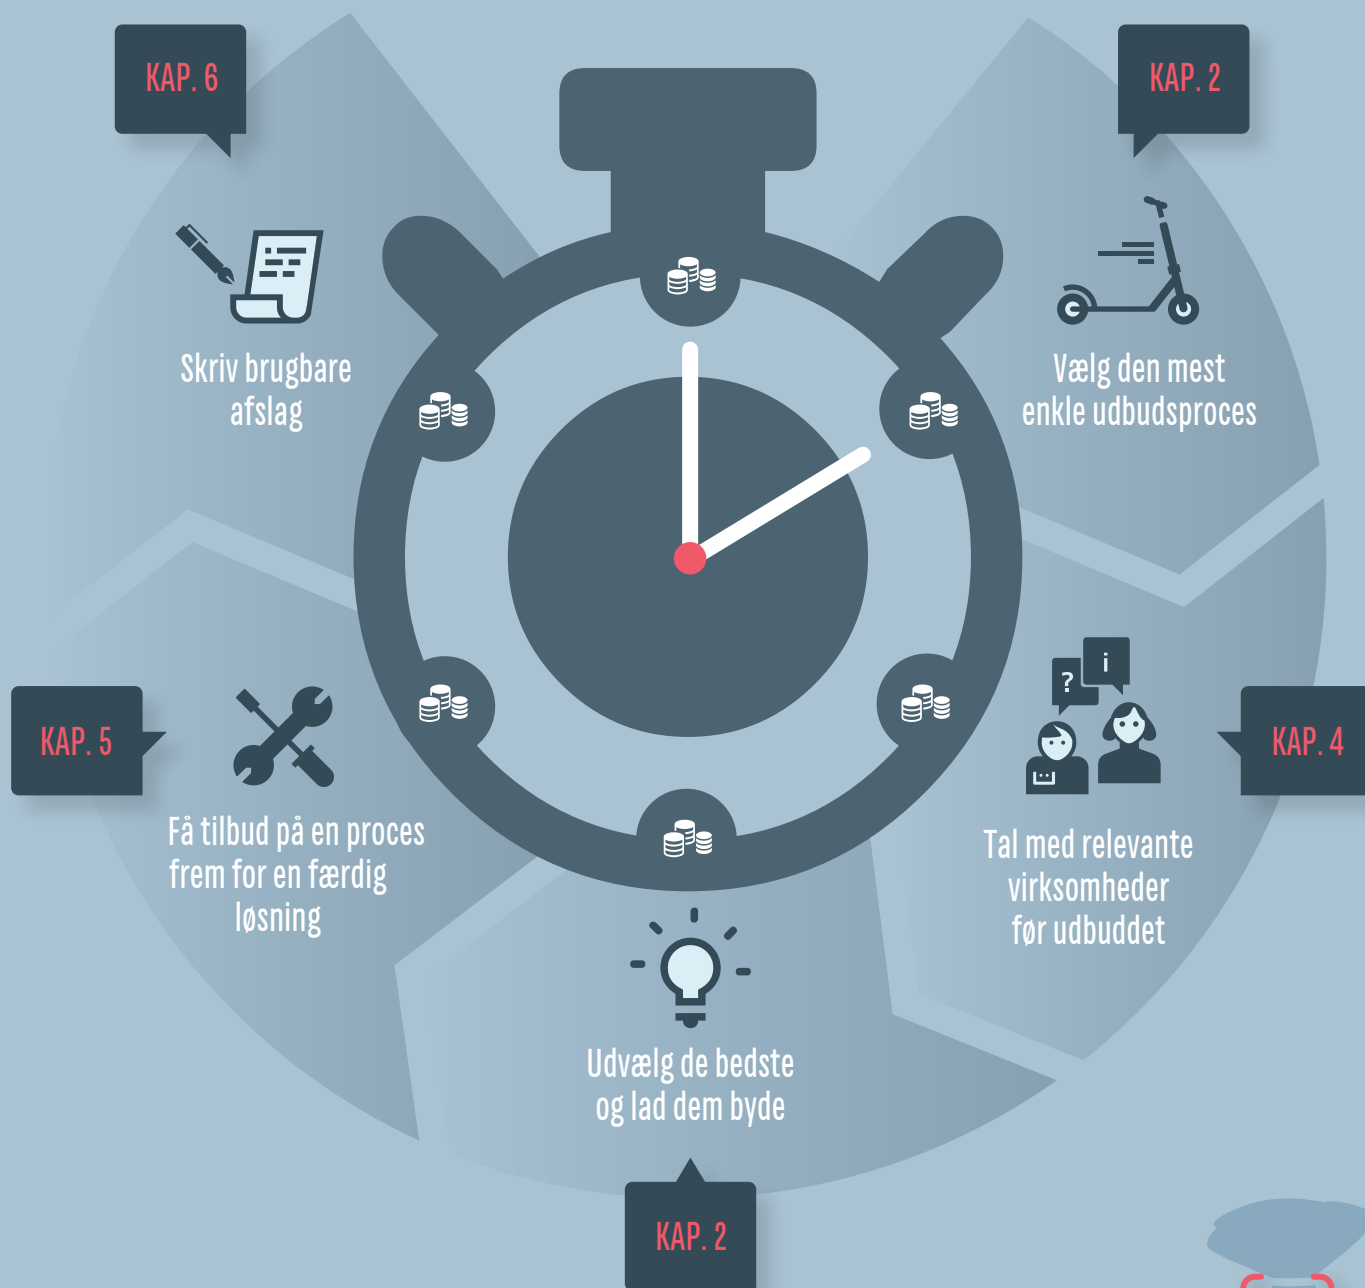 KAP. 6
Skriv brugbare
afslag
KAP. 2
Vælg den mest
enkle udbudsproces
KAP. 5
Få tilbud på en proces
frem for en færdig
løsning
?
i
KAP. 4
Tal med relevante
virksomheder
før udbuddet
Udvælg de bedste
og lad dem byde
KAP. 2